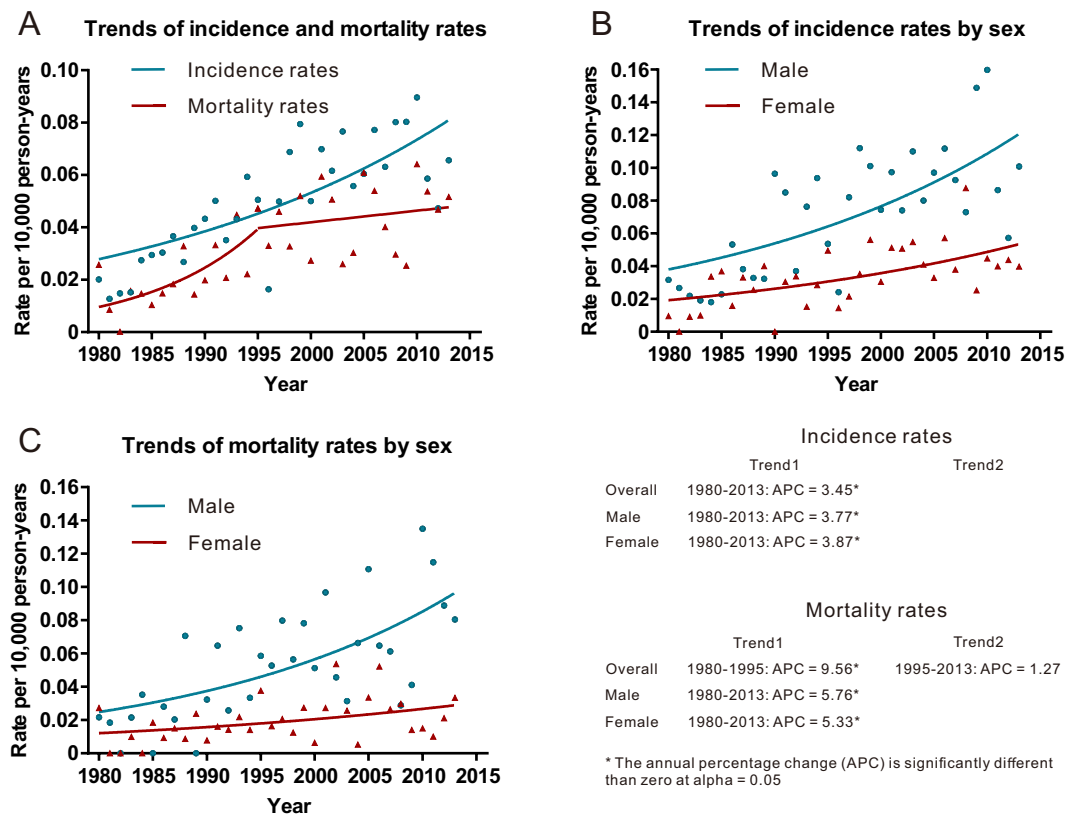 A
Trends of incidence and mortality rates
Rate per 10,000 person-years
0.10
0.08
0.06
0.04
0.02
0
Incidence rates
Mortality rates
1980 1985 1990 1995 2000 2005 2010 2015
Year
B
Trends of incidence rates by sex
Rate per 10,000 person-years
0.16
0.14
0.12
0.10
0.08
0.06
0.04
0.02
0
Male
Female
1980 1985 1990 1995 2000 2005 2010 2015
Year
C
Trends of mortality rates by sex
Rate per 10,000 person-years
0.16
0.14
0.12
0.10
0.08
0.06
0.04
0.02
0
Male
Female
1980 1985 1990 1995 2000 2005 2010 2015
Year
Incidence rates
Trend1 Trend2
Overall 1980-2013: APC = 3.45*
Male 1980-2013: APC = 3.77*
Female 1980-2013: APC = 3.87*
Mortality rates
Trend1 Trend2
Overall 1980-1995: APC = 9.56* 1995-2013: APC = 1.27
Male 1980-2013: APC = 5.76*
Female 1980-2013: APC = 5.33*
* The annual percentage change (APC) is significantly different
than zero at alpha = 0.05